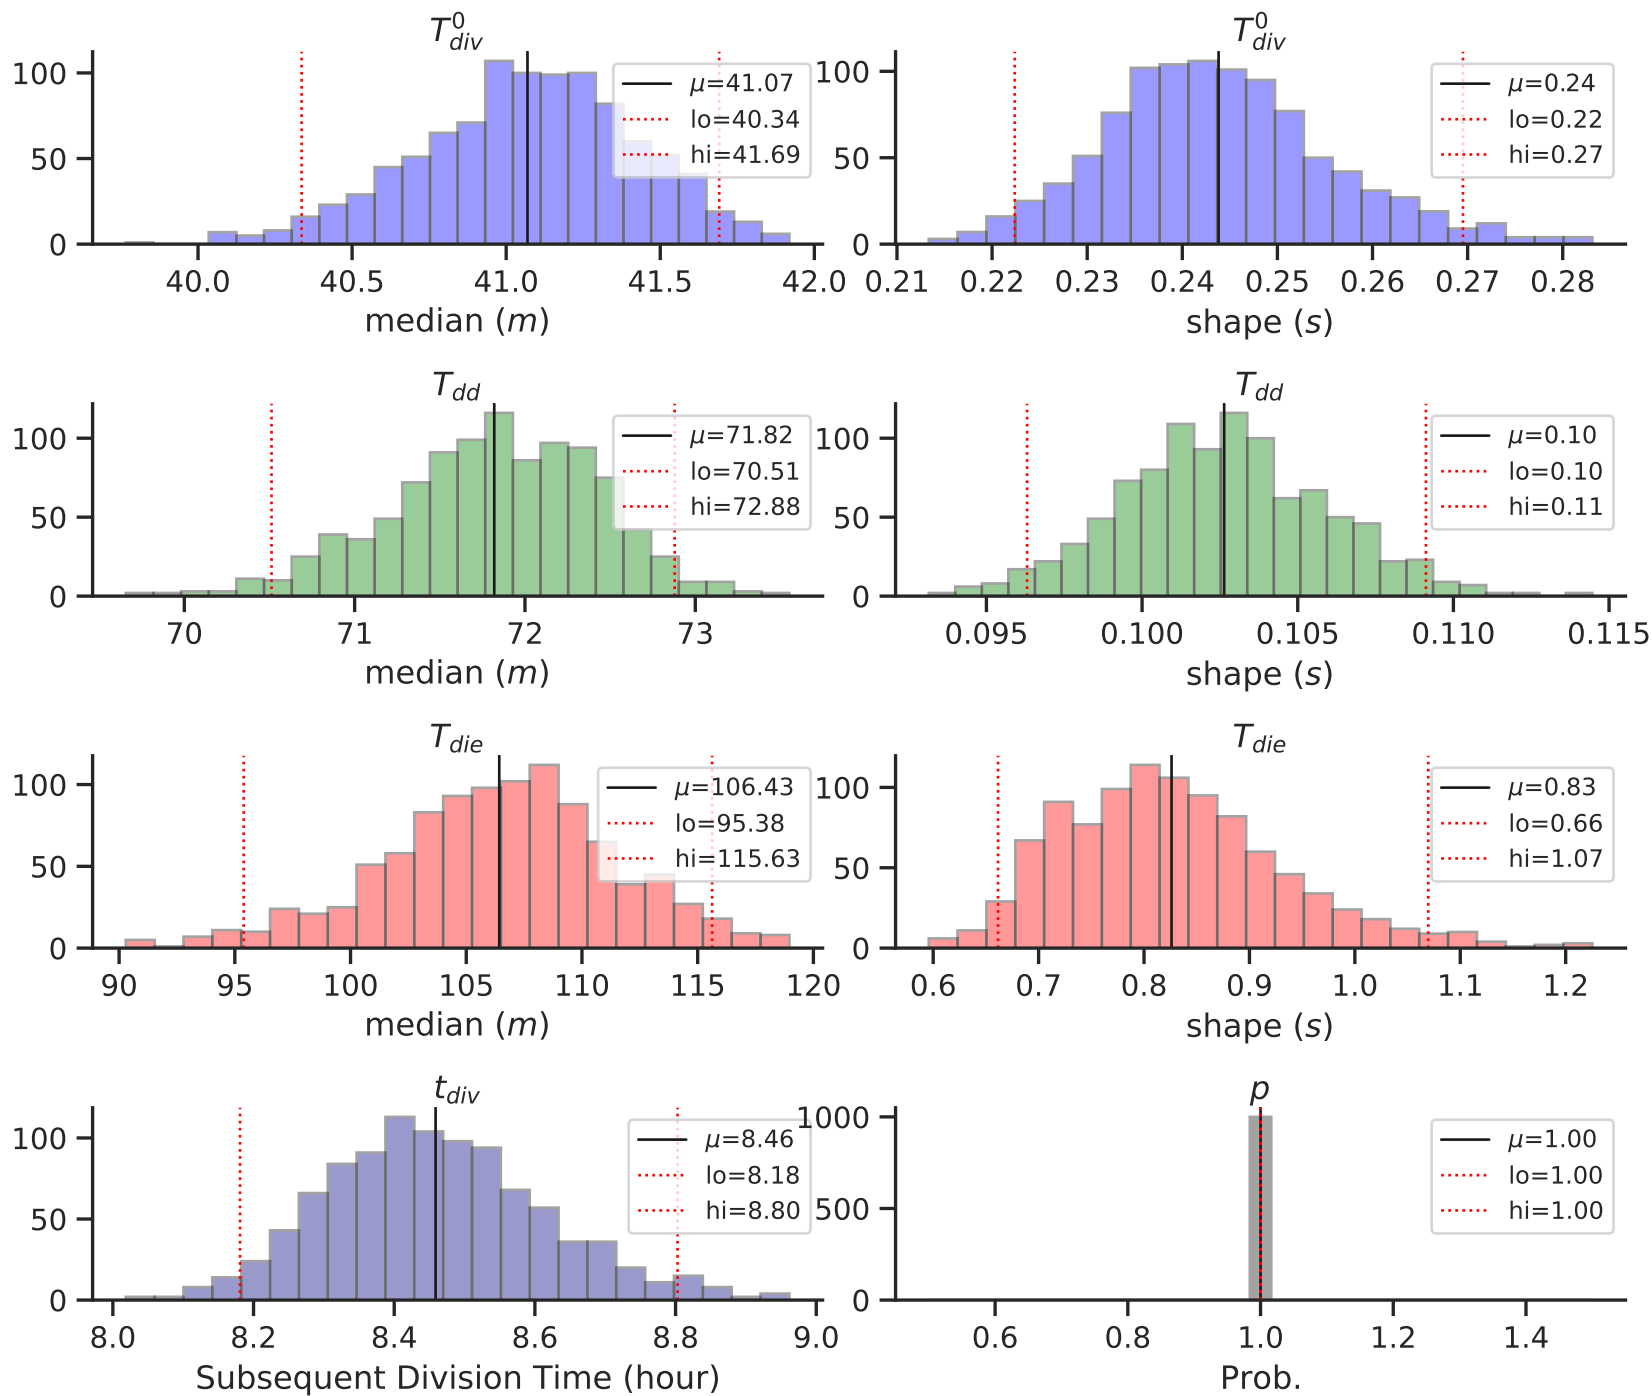 T⁰div
T⁰div
100
50
0
μ=41.07
lo=40.34
hi=41.69
40.0 40.5 41.0 41.5 42.0
median (m)
100
50
0
μ=0.24
lo=0.22
hi=0.27
0.21 0.22 0.23 0.24 0.25 0.26 0.27 0.28
shape (s)
Tdd
Tdd
100
50
0
μ=71.82
lo=70.51
hi=72.88
70 71 72 73
median (m)
100
50
0
μ=0.10
lo=0.10
hi=0.11
0.095 0.100 0.105 0.110 0.115
shape (s)
Tdie
Tdie
100
50
0
μ=106.43
lo=95.38
hi=115.63
90 95 100 105 110 115 120
median (m)
100
50
0
μ=0.83
lo=0.66
hi=1.07
0.6 0.7 0.8 0.9 1.0 1.1 1.2
shape (s)
tdiv
p
100
50
0
μ=8.46
lo=8.18
hi=8.80
8.0 8.2 8.4 8.6 8.8 9.0
Subsequent Division Time (hour)
1000
500
0
μ=1.00
lo=1.00
hi=1.00
0.6 0.8 1.0 1.2 1.4
Prob.